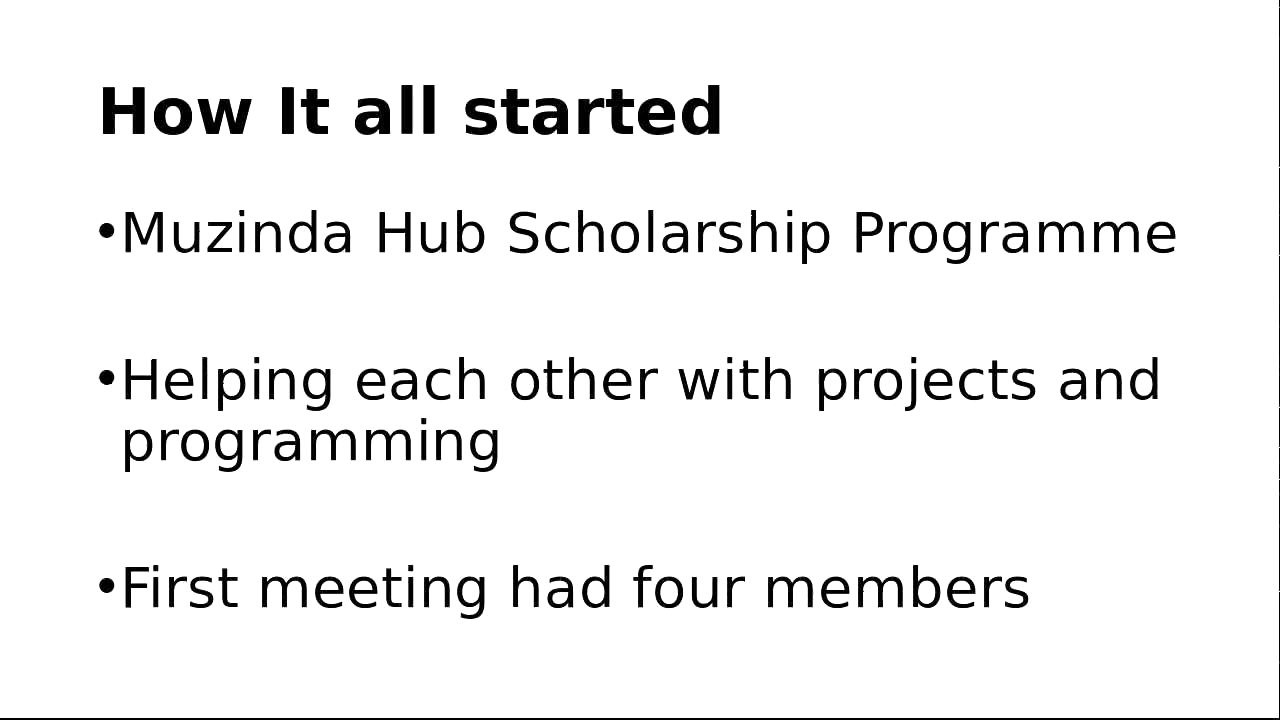 How It all started
•Muzinda Hub Scholarship Programme
•Helping each other with projects and
programming
•First meeting had four members